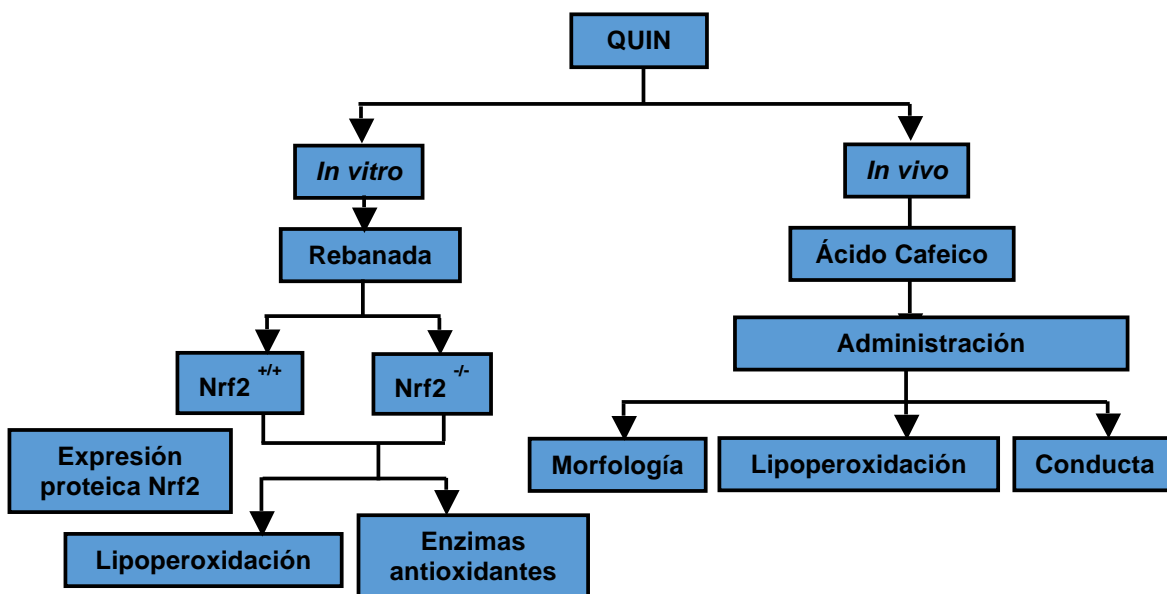 QUIN
In vitro
In vivo
Rebanada
Ácido Cafeico
Administración
Nrf2 +/+
Nrf2 -/-
Expresión
proteica Nrf2
Morfología
Lipoperoxidación
Conducta
Lipoperoxidación
Enzimas
antioxidantes